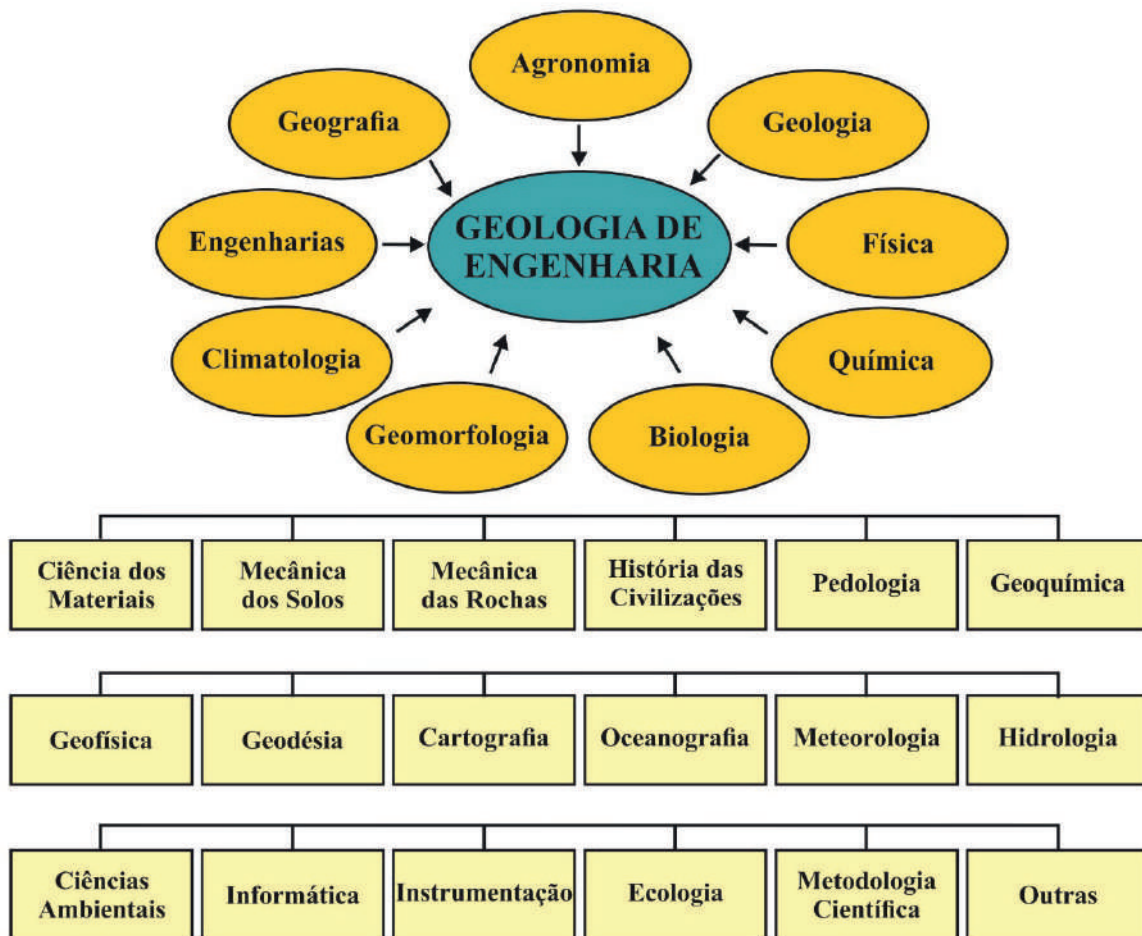 Agronomia
Geografia
Geologia
GEOLOGIA DE
ENGENHARIA
Engenharias
Física
Climatologia
Química
Geomorfologia
Biologia
Ciência dos
Materiais
Mecânica
dos Solos
Mecânica
das Rochas
História das
Civilizações
Pedologia
Geoquímica
Geofísica
Geodésia
Cartografia
Oceanografia
Meteorologia
Hidrologia
Ciências
Ambientais
Informática
Instrumentação
Ecologia
Metodologia
Científica
Outras